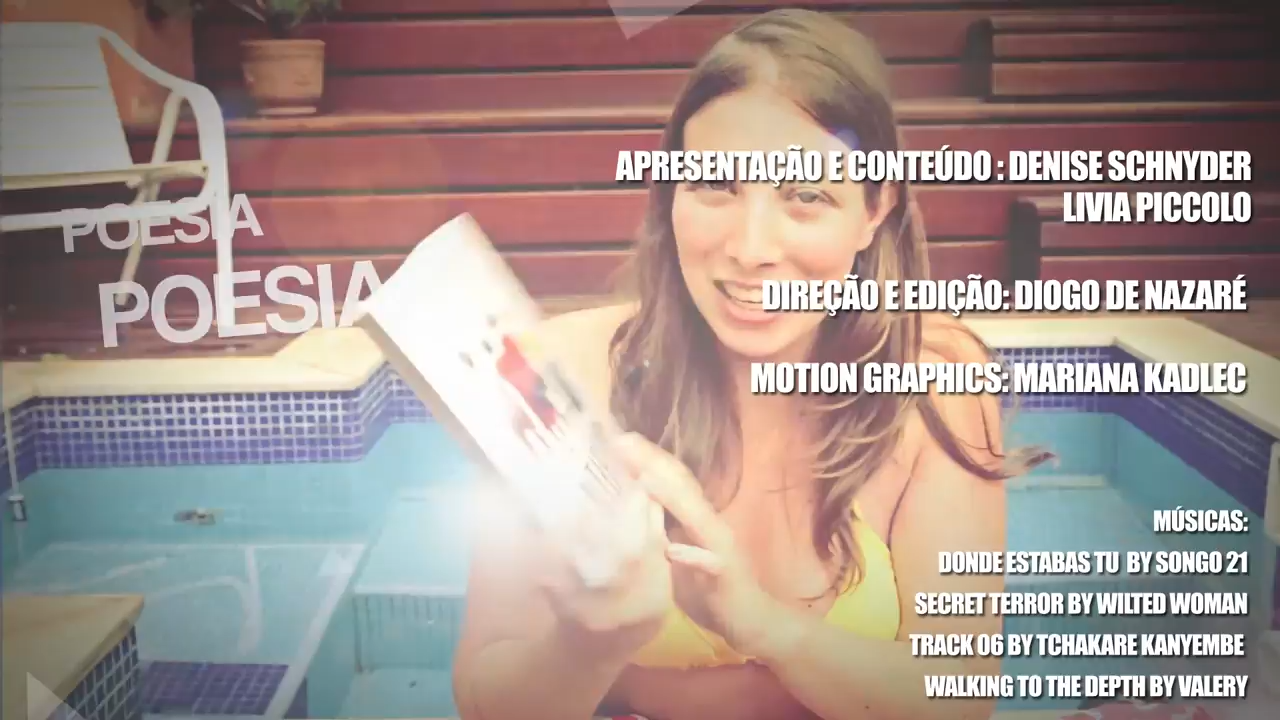 POESIA
POESIA
APRESENTAÇÃO E CONTEÚDO : DENISE SCHNYDER
LIVIA PICCOLO
DIREÇÃO E EDIÇÃO: DIOGO DE NAZARÉ
MOTION GRAPHICS: MARIANA KADLEC
MÚSICAS:
DONDE ESTABAS TU BY SONGO 21
SECRET TERROR BY WILTED WOMAN
TRACK 06 BY TCHAKARE KANYEMBE
WALKING TO THE DEPTH BY VALERY